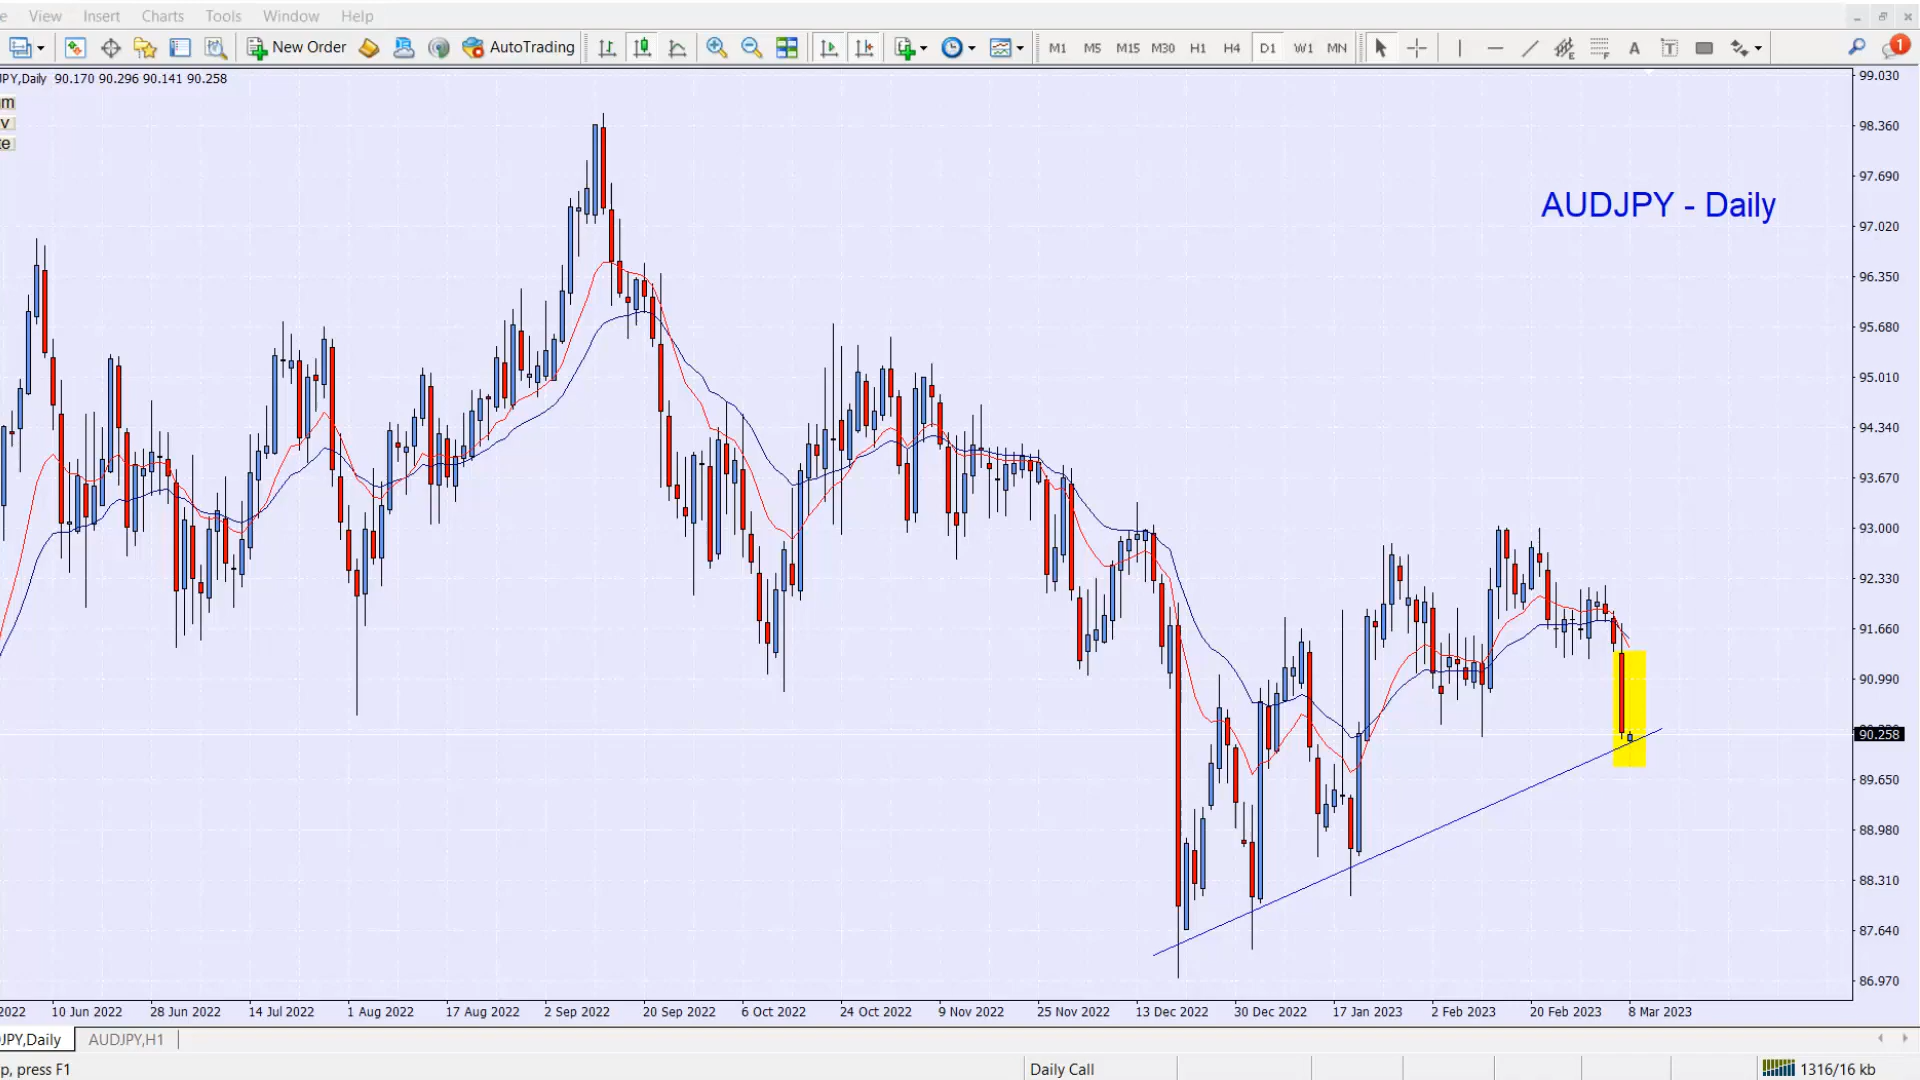 e View Insert Charts Tools Window Help
New Order AutoTrading M1 M5 M15 M30 H1 H4 D1 W1 MN A T 1
JPY,Daily 90.170 90.296 90.141 90.258
99.030
m
v
te
98.360
97.690
AUDJPY - Daily
97.020
96.350
95.680
95.010
94.340
93.670
93.000
92.330
91.660
90.990
90.258
89.650
88.980
88.310
87.640
86.970
2022 10 Jun 2022 28 Jun 2022 14 Jul 2022 1 Aug 2022 17 Aug 2022 2 Sep 2022 20 Sep 2022 6 Oct 2022 24 Oct 2022 9 Nov 2022 25 Nov 2022 13 Dec 2022 30 Dec 2022 17 Jan 2023 2 Feb 2023 20 Feb 2023 8 Mar 2023
JPY,Daily AUDJPY,H1
p, press F1 Daily Call 1316/16 kb